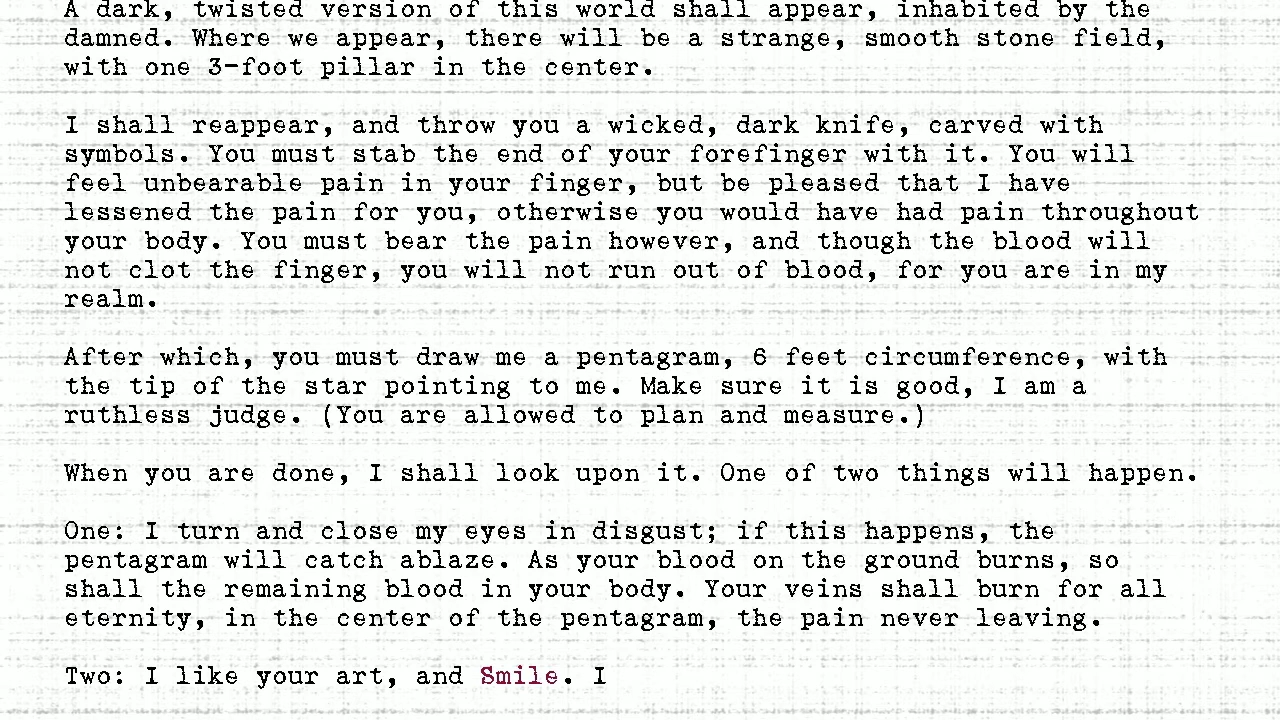 A dark, twisted version of this world shall appear, inhabited by the
damned. Where we appear, there will be a strange, smooth stone field,
with one 3-foot pillar in the center.
I shall reappear, and throw you a wicked, dark knife, carved with
symbols. You must stab the end of your forefinger with it. You will
feel unbearable pain in your finger, but be pleased that I have
lessened the pain for you, otherwise you would have had pain throughout
your body. You must bear the pain however, and though the blood will
not clot the finger, you will not run out of blood, for you are in my
realm.
After which, you must draw me a pentagram, 6 feet circumference, with
the tip of the star pointing to me. Make sure it is good, I am a
ruthless judge. (You are allowed to plan and measure.)
When you are done, I shall look upon it. One of two things will happen.
One: I turn and close my eyes in disgust; if this happens, the
pentagram will catch ablaze. As your blood on the ground burns, so
shall the remaining blood in your body. Your veins shall burn for all
eternity, in the center of the pentagram, the pain never leaving.
Two: I like your art, and Smile. I